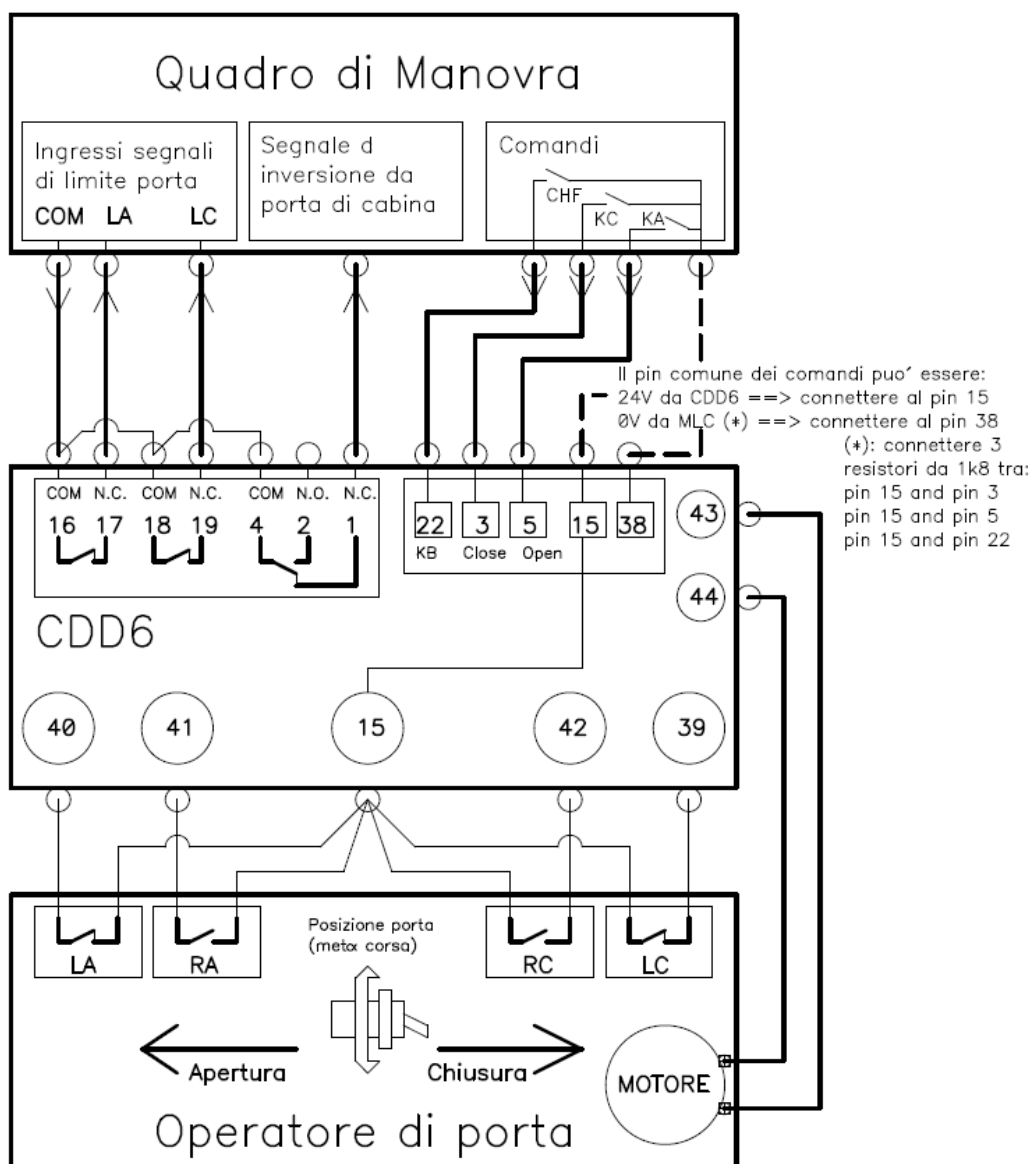 Quadro di Manovra
Ingressi segnali
di limite porta
COM LA LC
Segnale d
inversione da
porta di cabina
Comandi
CHF
KC
KA
Il pin comune dei comandi puo' essere:
24V da CDD6 ==> connettere al pin 15
0V da MLC (*) ==> connettere al pin 38
(*): connettere 3
resistori da 1k8 tra:
pin 15 and pin 3
pin 15 and pin 5
pin 15 and pin 22
COM N.C. COM N.C. COM N.O. N.C.
16 17 18 19 4 2 1
22 3 5 15 38
KB Close Open
43
44
CDD6
40 41 15 42 39
LA RA RC LC
Posizione porta
(metα corsa)
Apertura
Chiusura
MOTORE
Operatore di porta